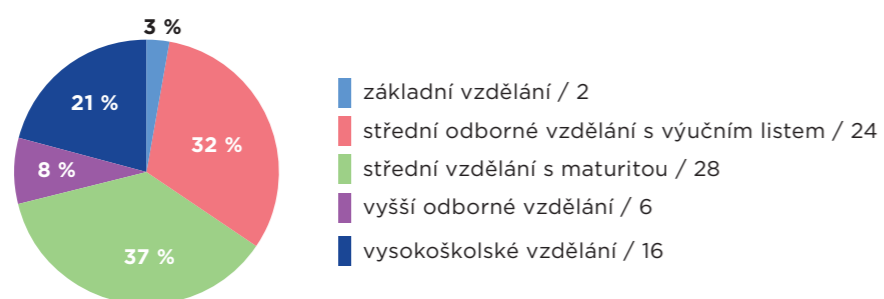 3 %
21 %
32 %
8 %
37 %
základní vzdělání / 2
střední odborné vzdělání s výučním listem / 24
střední vzdělání s maturitou / 28
vyšší odborné vzdělání / 6
vysokoškolské vzdělání / 16